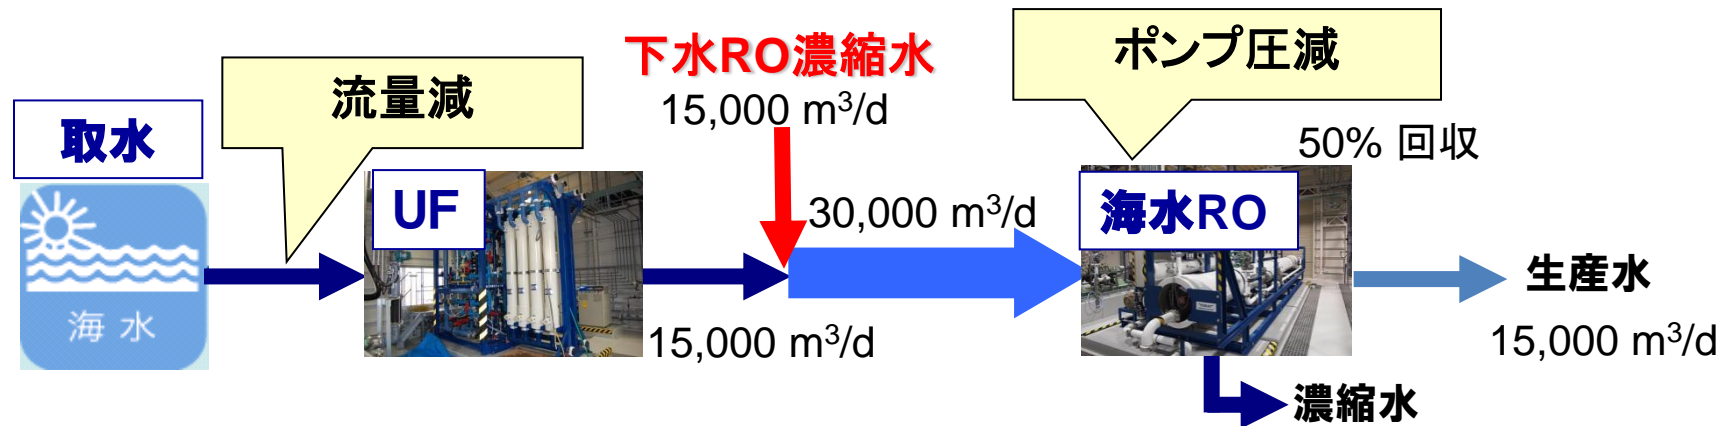 取水
海水
流量減
UF
下水RO濃縮水
15,000 m³/d
15,000 m³/d
30,000 m³/d
ポンプ圧減
50% 回収
海水RO
生産水
15,000 m³/d
濃縮水